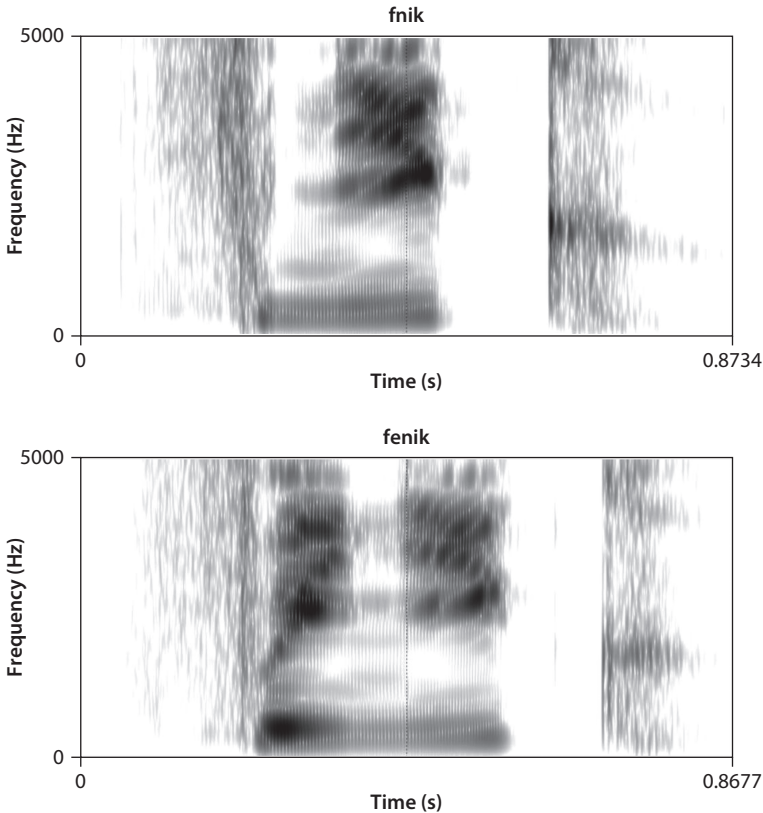 fnik
5000
Frequency (Hz)
0
0
0.8734
Time (s)
fenik
5000
Frequency (Hz)
0
0
0.8677
Time (s)